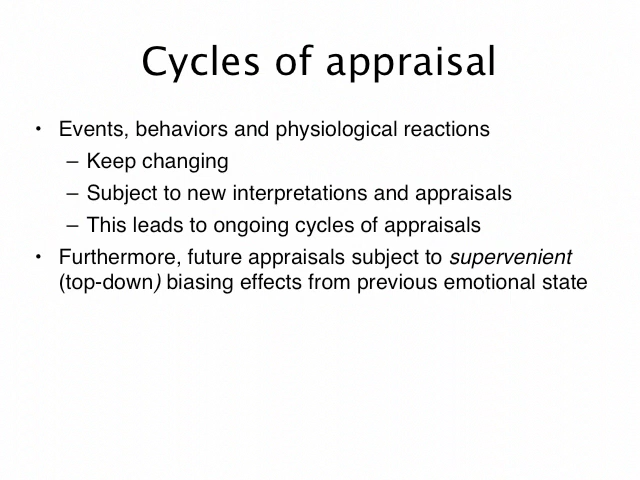 Cycles of appraisal
• Events, behaviors and physiological reactions
– Keep changing
– Subject to new interpretations and appraisals
– This leads to ongoing cycles of appraisals
• Furthermore, future appraisals subject to supervenient
(top-down) biasing effects from previous emotional state